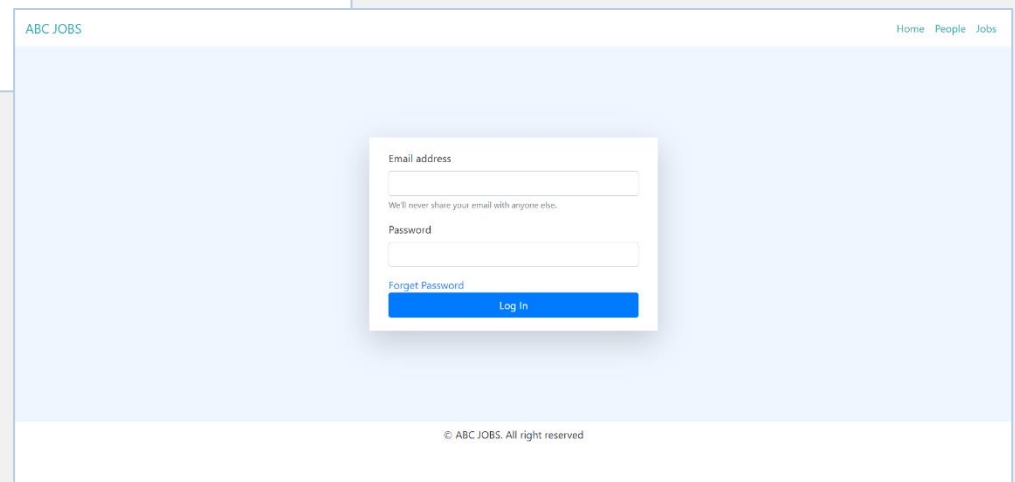 ABC JOBS
Home People Jobs
Email address
We'll never share your email with anyone else.
Password
Forget Password
Log In
© ABC JOBS. All right reserved